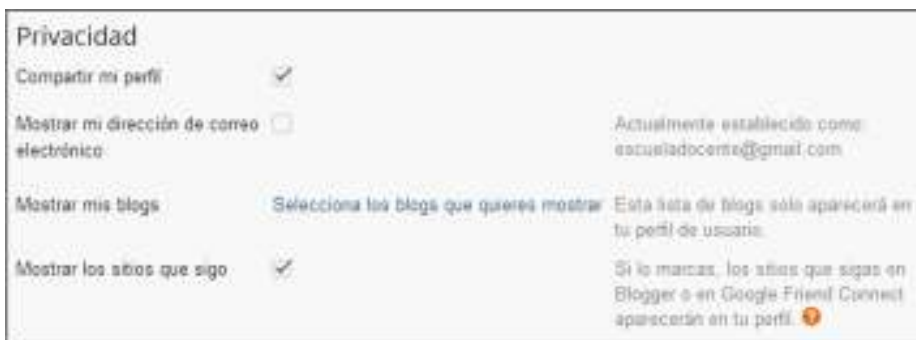 Privacidad
Compartir mi perfil
Mostrar mi dirección de correo
electrónico
Actualmente establecido como:
escueladocente@gmail.com
Mostrar mis blogs
Selecciona los blogs que quieres mostrar
Esta lista de blogs solo aparecerá en
tu perfil de usuario.
Mostrar los sitios que sigo
Si lo marcas, los sitios que sigas en
Blogger o en Google Friend Connect
aparecerán en tu perfil. ?